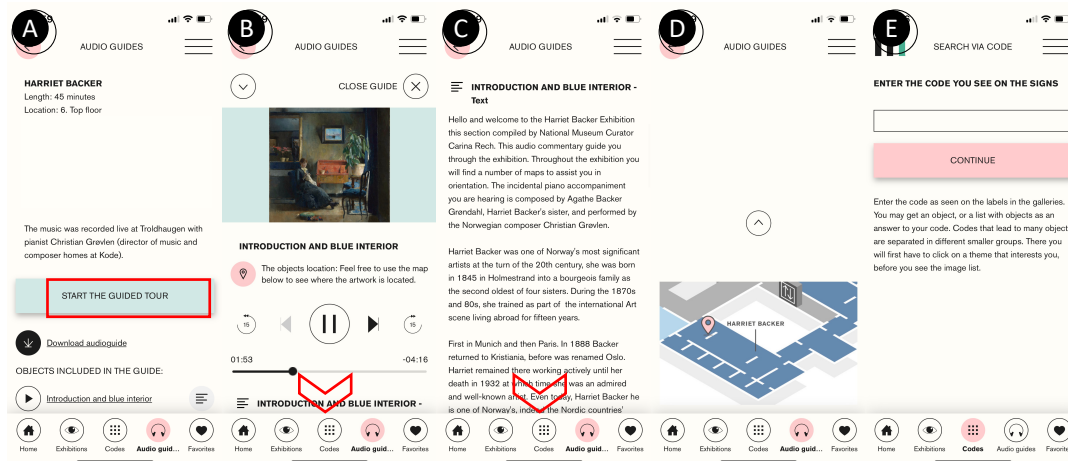 A
AUDIO GUIDES
HARRIET BACKER
Length: 45 minutes
Location: 6. Top floor
The music was recorded live at Troldhaugen with
pianist Christian Grøvlen (director of music and
composer homes at Kode).
START THE GUIDED TOUR
Download audioguide
OBJECTS INCLUDED IN THE GUIDE:
Introduction and blue interior
Home
Exhibitions
Codes
Audio guid...
Favorites
B
AUDIO GUIDES
CLOSE GUIDE
INTRODUCTION AND BLUE INTERIOR
The objects location: Feel free to use the map
below to see where the artwork is located.
15
15
01:53
-04:16
INTRODUCTION AND BLUE INTERIOR -
Home
Exhibitions
Codes
Audio guid...
Favorites
C
AUDIO GUIDES
INTRODUCTION AND BLUE INTERIOR -
Text
Hello and welcome to the Harriet Backer Exhibition
this section compiled by National Museum Curator
Carina Rech. This audio commentary guide you
through the exhibition. Throughout the exhibition you
will find a number of maps to assist you in
orientation. The incidental piano accompaniment
you are hearing is composed by Agathe Backer
Grøndahl, Harriet Backer's sister, and performed by
the Norwegian composer Christian Grøvlen.
Harriet Backer was one of Norway's most significant
artists at the turn of the 20th century, she was born
in 1845 in Holmestrand into a bourgeois family as
the second oldest of four sisters. During the 1870s
and 80s, she trained as part of the international Art
scene living abroad for fifteen years.
First in Munich and then Paris. In 1888 Backer
returned to Kristiania, before was renamed Oslo.
Harriet remained there working actively until her
death in 1932 at which time she was an admired
and well-known artist. Even today, Harriet Backer he
is one of Norway's, indeed the Nordic countries'
Home
Exhibitions
Codes
Audio guid...
Favorites
D
AUDIO GUIDES
HARRIET BACKER
Home
Exhibitions
Codes
Audio guid...
Favorites
E
SEARCH VIA CODE
ENTER THE CODE YOU SEE ON THE SIGNS
CONTINUE
Enter the code as seen on the labels in the galleries.
You may get an object, or a list with objects as an
answer to your code. Codes that lead to many object
are separated in different smaller groups. There you
will first have to click on a theme that interests you,
before you see the image list.
Home
Exhibitions
Codes
Audio guides
Favorites